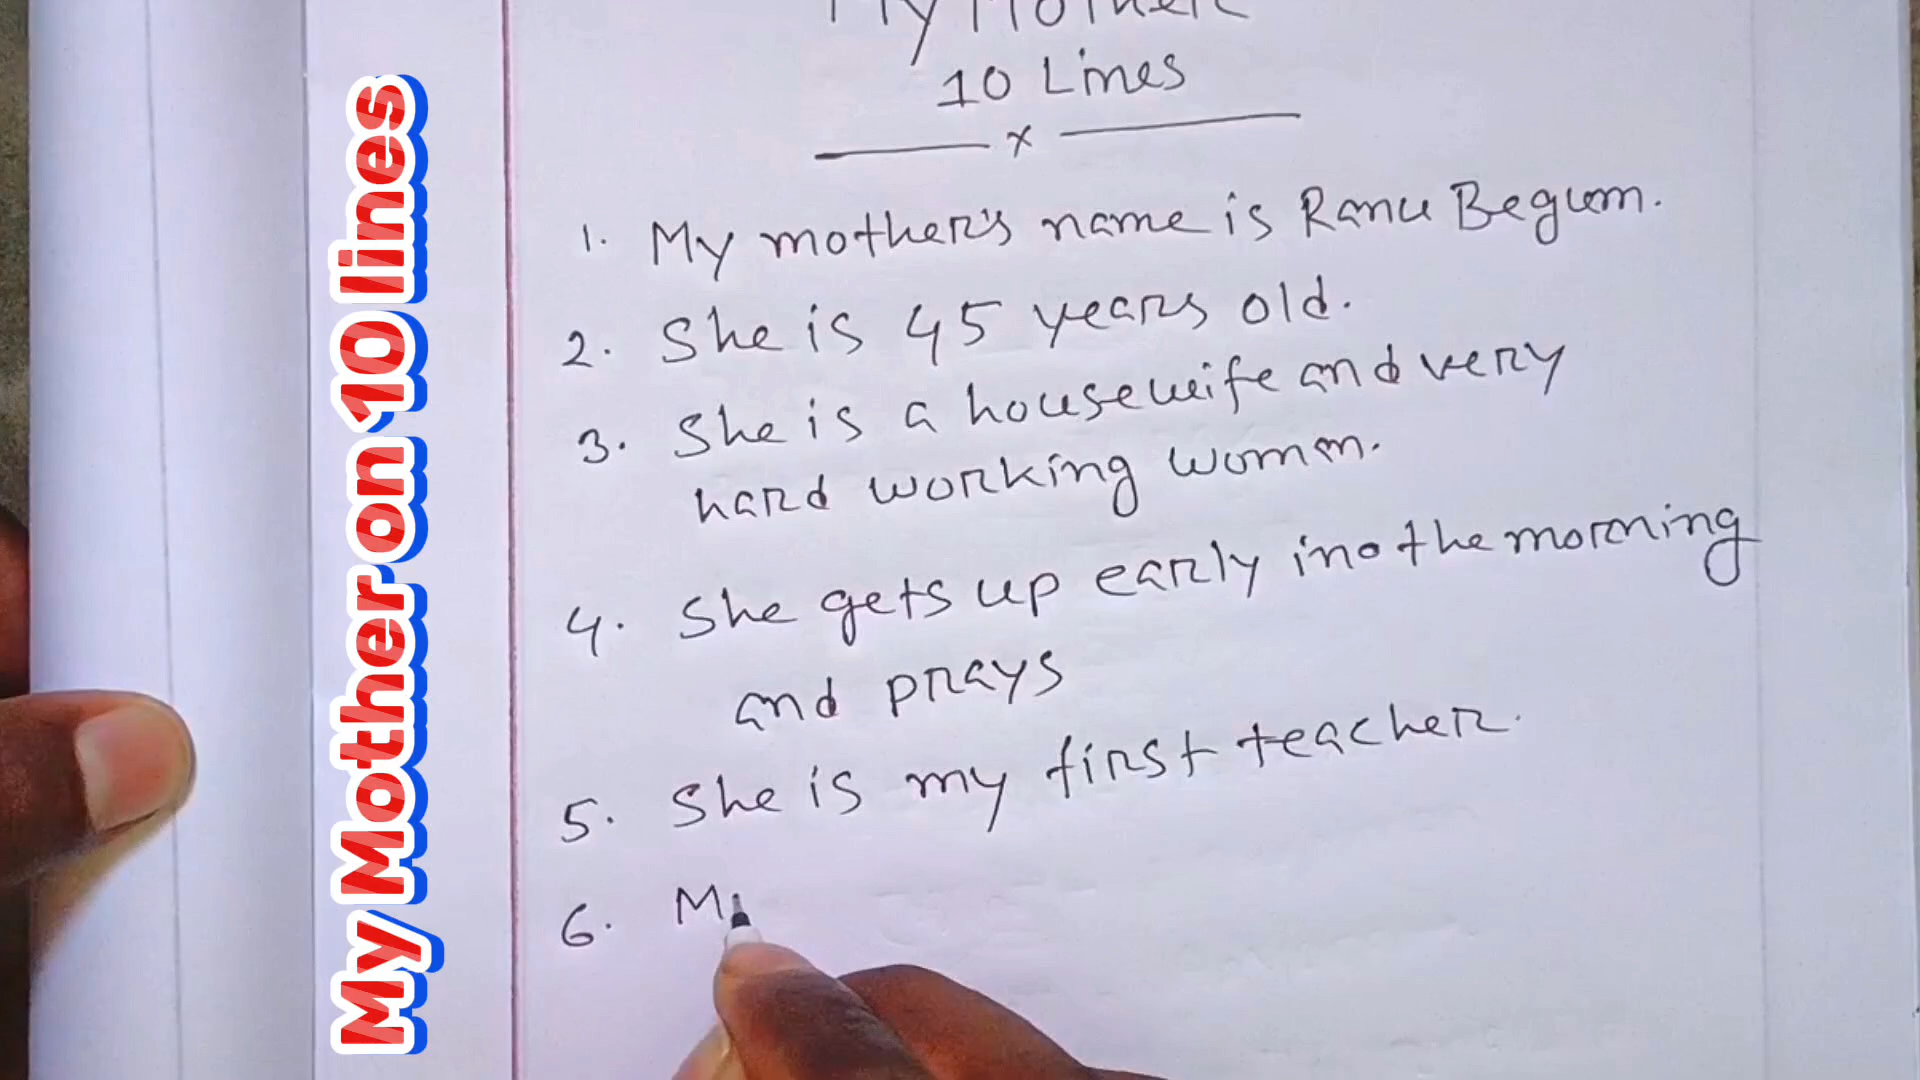 My Mother on 10 lines
My Mother
10 Lines
x
1. My mother's name is Ranu Begum.
2. She is 45 years old.
3. She is a housewife and very
hard working woman.
4. She gets up early in the morning
and prays
5. She is my first teacher.
6. M